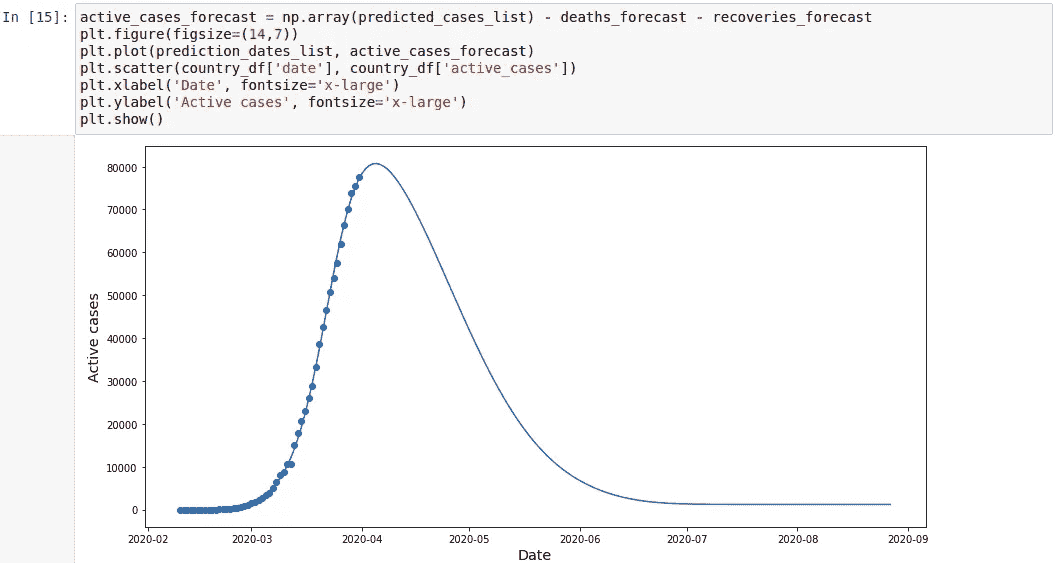 In [15]: active_cases_forecast = np.array(predicted_cases_list) - deaths_forecast - recoveries_forecast
plt.figure(figsize=(14,7))
plt.plot(prediction_dates_list, active_cases_forecast)
plt.scatter(country_df['date'], country_df['active_cases'])
plt.xlabel('Date', fontsize='x-large')
plt.ylabel('Active cases', fontsize='x-large')
plt.show()
80000
70000
60000
50000
40000
30000
20000
10000
0
Active cases
2020-02 2020-03 2020-04 2020-05 2020-06 2020-07 2020-08 2020-09
Date